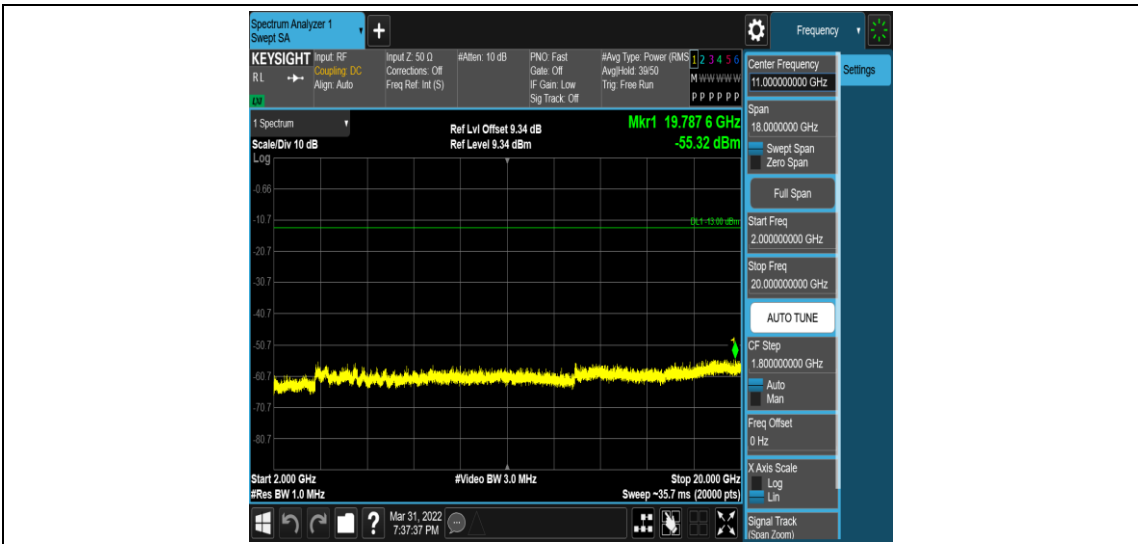 Spectrum Analyzer 1
Swept SA
+
Frequency
KEYSIGHT
RL
LXI
Input: RF
Coupling: DC
Align: Auto
Input Z: 50 Ω
Corrections: Off
Freq Ref: Int (S)
#Atten: 10 dB
PNO: Fast
Gate: Off
IF Gain: Low
Sig Track: Off
#Avg Type: Power (RMS
Avg|Hold: 39/50
Trig: Free Run
1 2 3 4 5 6
M W W W W W
P P P P P P
1 Spectrum
Scale/Div 10 dB
Log
Ref Lvl Offset 9.34 dB
Ref Level 9.34 dBm
Mkr1 19.787 6 GHz
-55.32 dBm
-0.66
-10.7
DL1 -13.00 dBm
-20.7
-30.7
-40.7
-50.7
1
-60.7
-70.7
-80.7
Start 2.000 GHz
#Res BW 1.0 MHz
#Video BW 3.0 MHz
Stop 20.000 GHz
Sweep ~35.7 ms (20000 pts)
Center Frequency
11.000000000 GHz
Settings
Span
18.0000000 GHz
Swept Span
Zero Span
Full Span
Start Freq
2.000000000 GHz
Stop Freq
20.000000000 GHz
AUTO TUNE
CF Step
1.800000000 GHz
Auto
Man
Freq Offset
0 Hz
X Axis Scale
Log
Lin
Signal Track
(Span Zoom)
?
Mar 31, 2022
7:37:37 PM